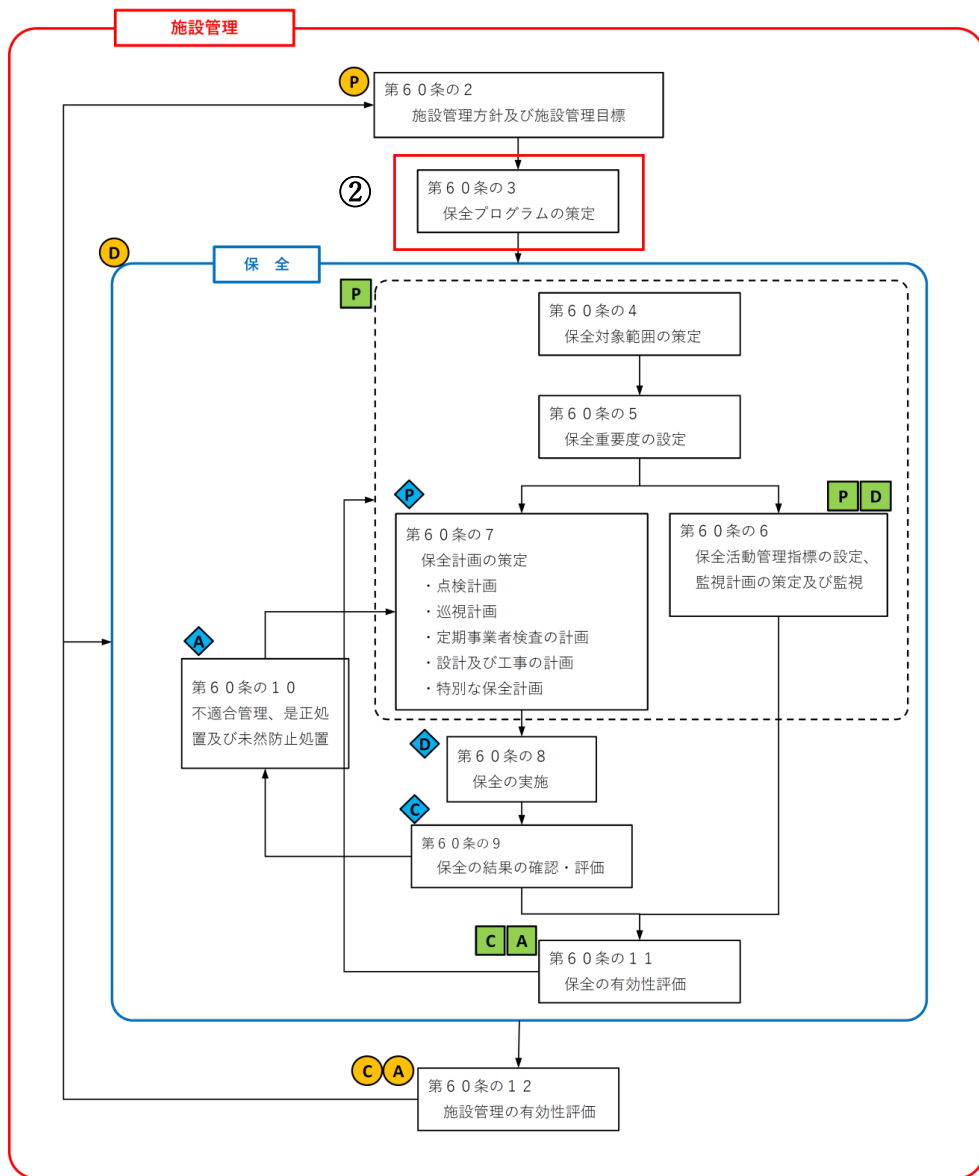 施設管理
P
第６０条の２
施設管理方針及び施設管理目標
②
第６０条の３
保全プログラムの策定
D
保　全
P
第６０条の４
保全対象範囲の策定
第６０条の５
保全重要度の設定
P
P D
第６０条の７
保全計画の策定
・点検計画
・巡視計画
・定期事業者検査の計画
・設計及び工事の計画
・特別な保全計画
第６０条の６
保全活動管理指標の設定、
監視計画の策定及び監視
A
第６０条の１０
不適合管理、是正処
置及び未然防止処置
D
第６０条の８
保全の実施
C
第６０条の９
保全の結果の確認・評価
C A
第６０条の１１
保全の有効性評価
C A
第６０条の１２
施設管理の有効性評価